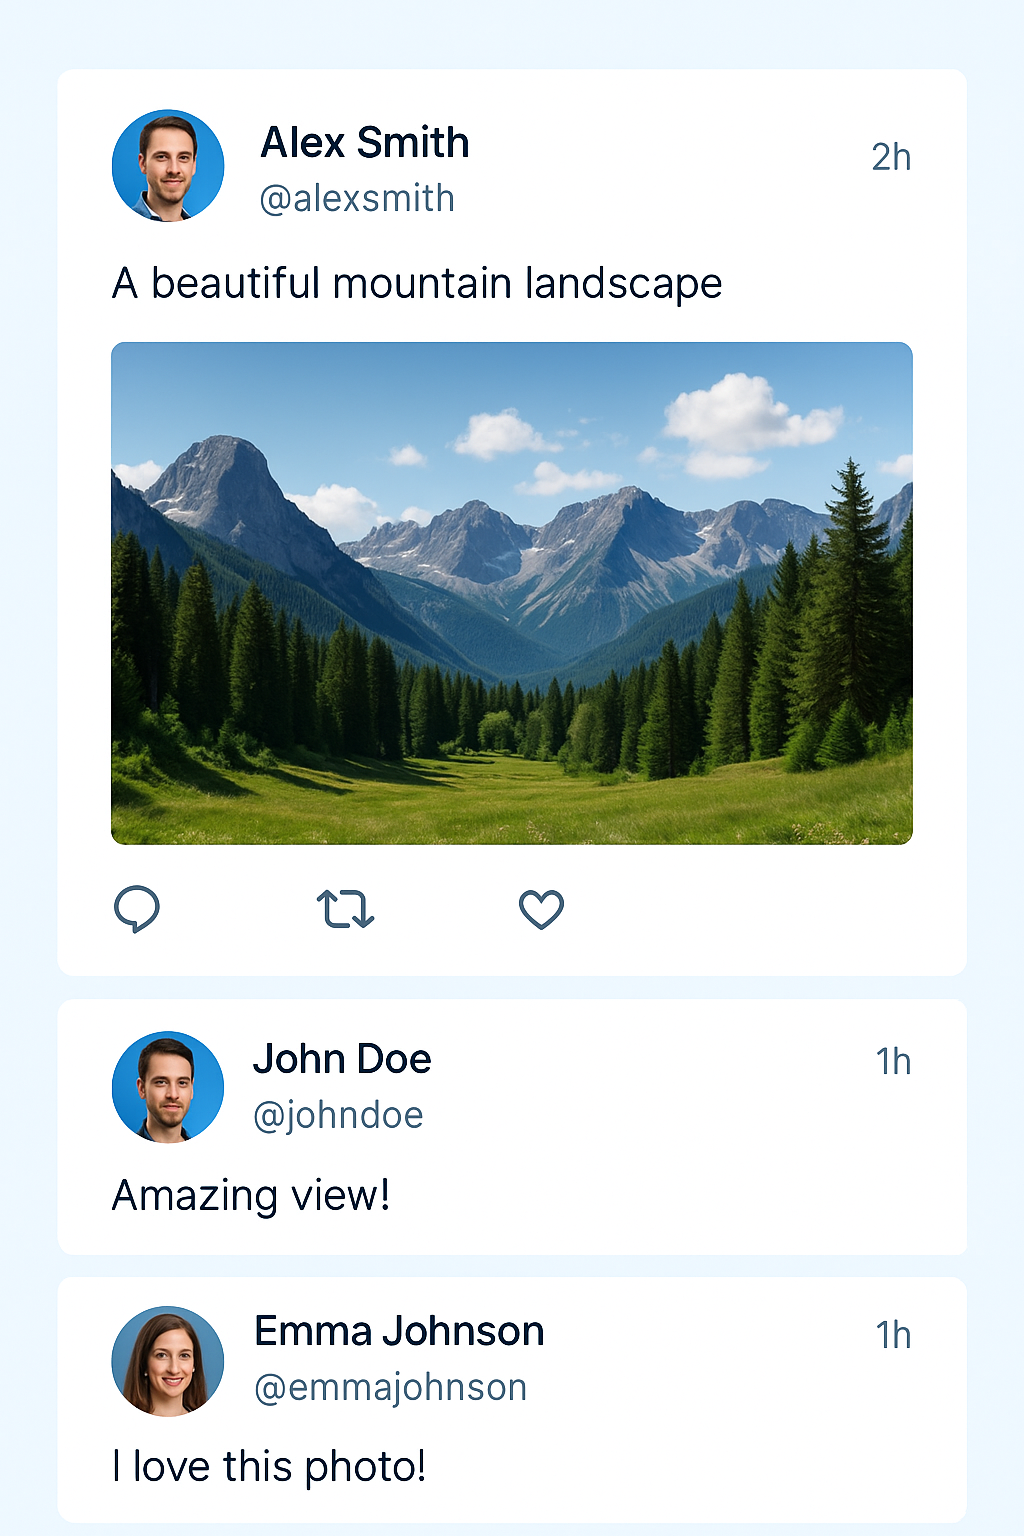 Alex Smith
2h
@alexsmith
A beautiful mountain landscape
John Doe
1h
@johndoe
Amazing view!
Emma Johnson
1h
@emmajohnson
I love this photo!